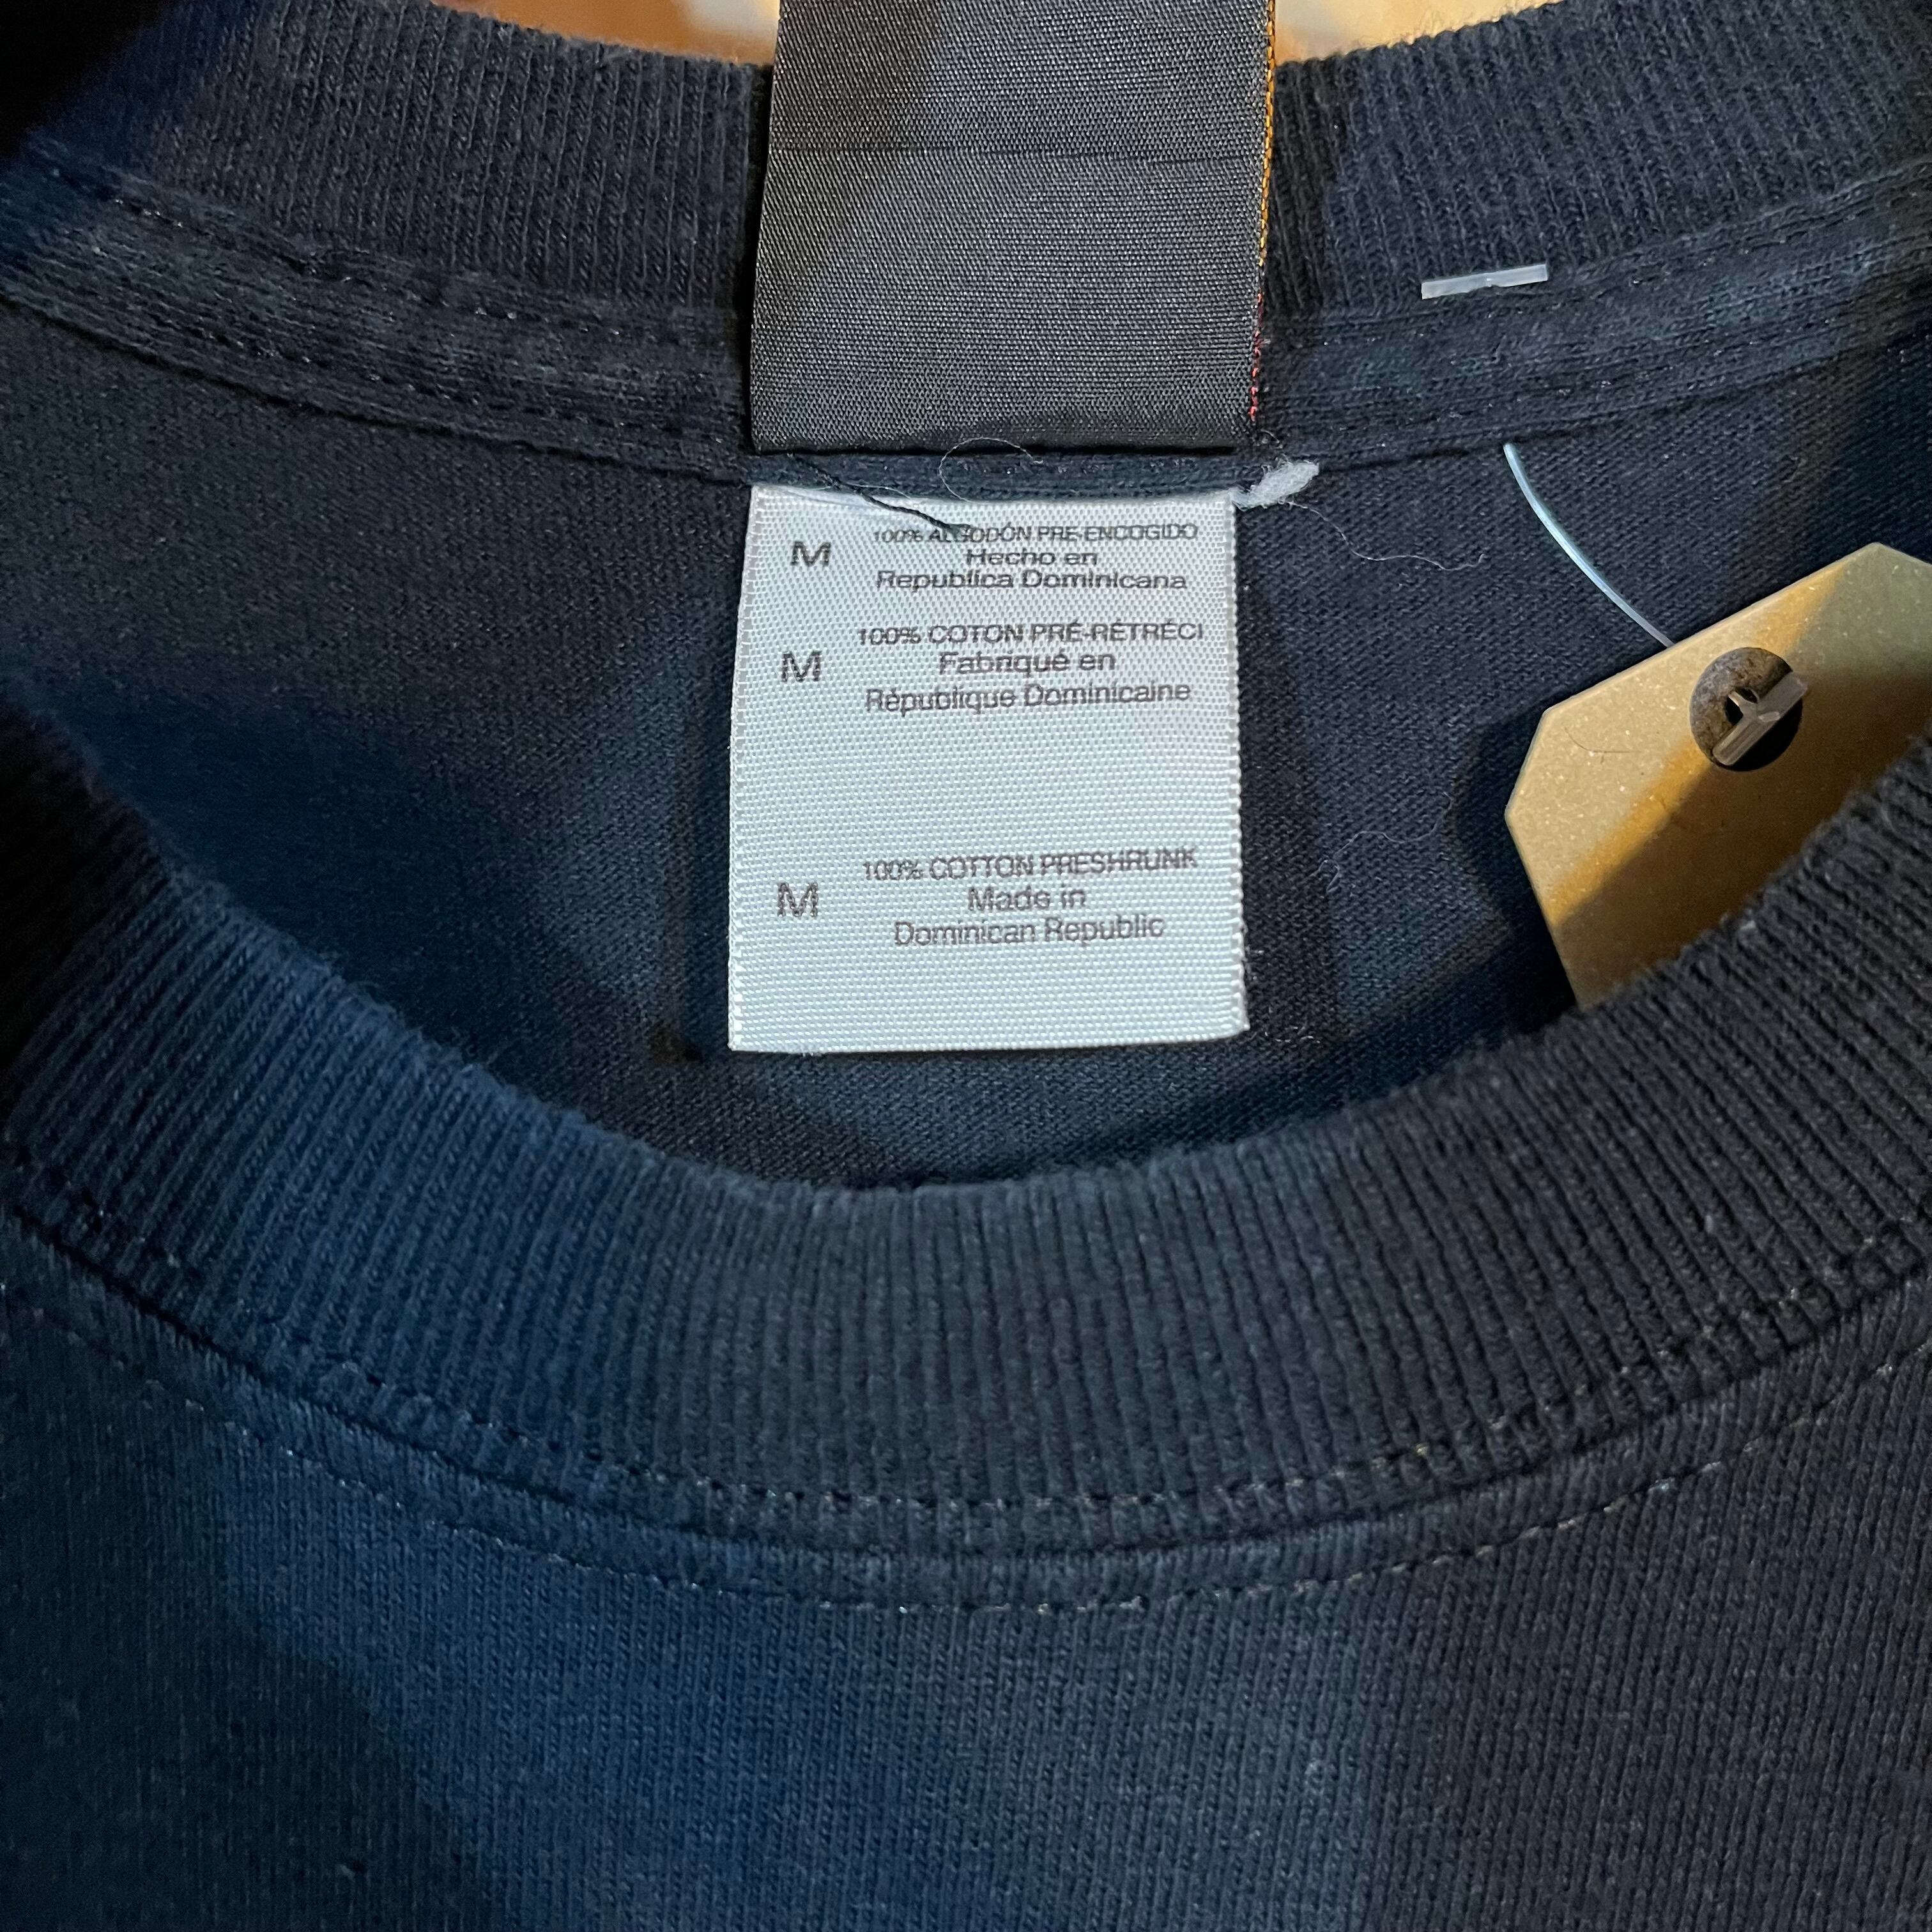 M 100% ALGODÓN PRE-ENCOGIDO
Hecho en
Republica Dominicana
M 100% COTON PRÉ-RÉTRÉCI
Fabriqué en
République Dominicaine
M 100% COTTON PRESHRUNK
Made in
Dominican Republic